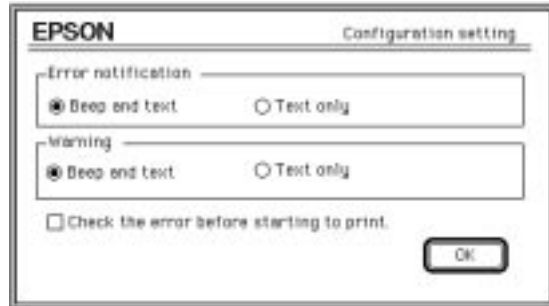 EPSON Configuration setting
Error notification
Beep and text Text only
Warning
Beep and text Text only
Check the error before starting to print.
OK